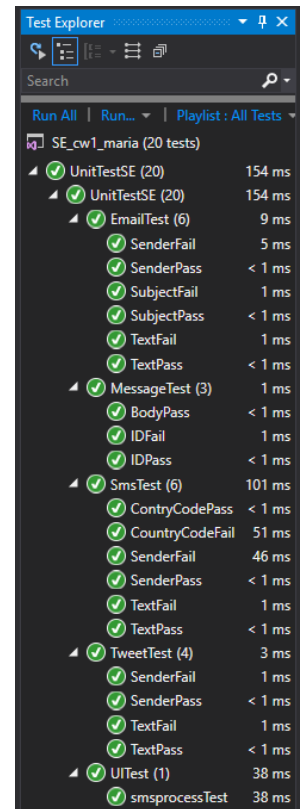 Test Explorer
Search
Run All | Run... | Playlist : All Tests
SE_cw1_maria (20 tests)
UnitTestSE (20) 154 ms
UnitTestSE (20) 154 ms
EmailTest (6) 9 ms
SenderFail 5 ms
SenderPass < 1 ms
SubjectFail 1 ms
SubjectPass < 1 ms
TextFail 1 ms
TextPass < 1 ms
MessageTest (3) 1 ms
BodyPass < 1 ms
IDFail 1 ms
IDPass < 1 ms
SmsTest (6) 101 ms
ContryCodePass < 1 ms
CountryCodeFail 51 ms
SenderFail 46 ms
SenderPass < 1 ms
TextFail 1 ms
TextPass < 1 ms
TweetTest (4) 3 ms
SenderFail 1 ms
SenderPass < 1 ms
TextFail 1 ms
TextPass < 1 ms
UITest (1) 38 ms
smsprocessTest 38 ms